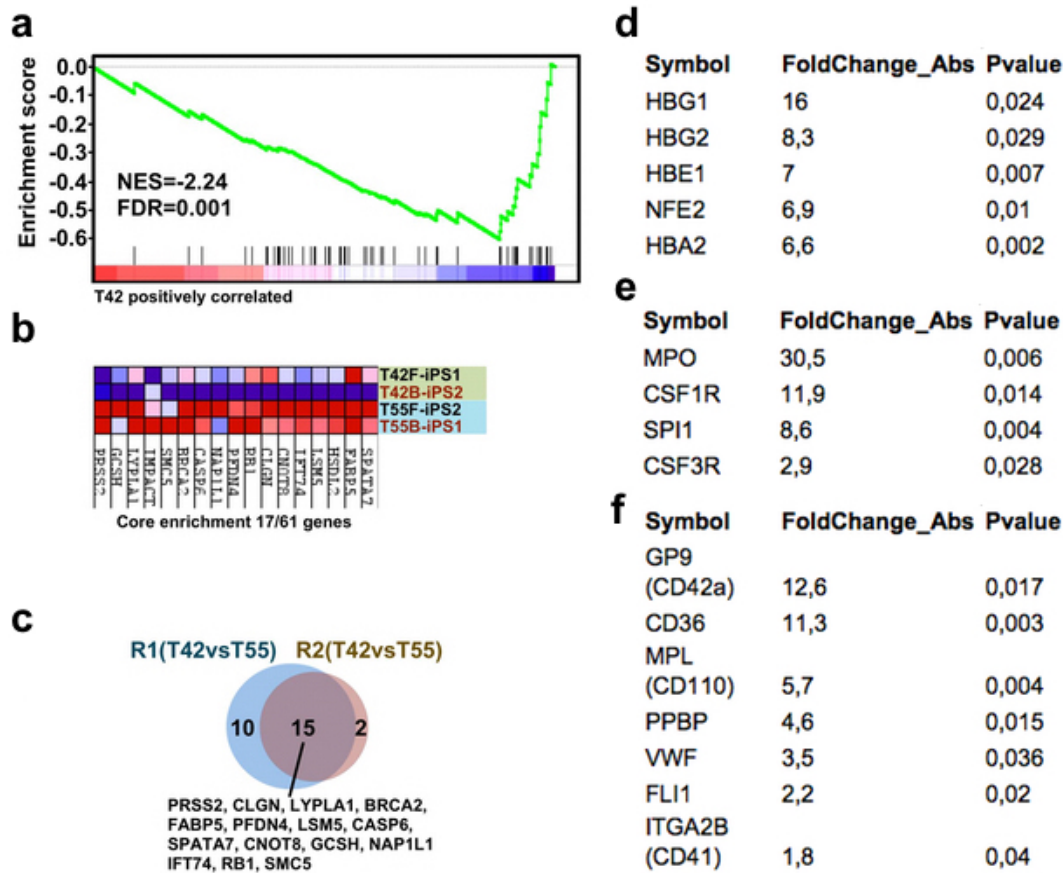 a
Enrichment score
0.0
-0.1
-0.2
-0.3
-0.4
-0.5
-0.6
NES=-2.24
FDR=0.001
T42 positively correlated
b
T42F-iPS1
T42B-iPS2
T55F-iPS2
T55B-iPS1
PRSS2
GCSH
LYPLA1
IMPACT
SMC5
BRCA2
CASP6
NAP1L1
PFDN4
RB1
CLGN
CNOT8
IFT74
LSM5
HSDL2
FABP5
SPATA7
Core enrichment 17/61 genes
c
R1(T42vsT55) R2(T42vsT55)
10 15 2
PRSS2, CLGN, LYPLA1, BRCA2,
FABP5, PFDN4, LSM5, CASP6,
SPATA7, CNOT8, GCSH, NAP1L1
IFT74, RB1, SMC5
d
Symbol FoldChange_Abs Pvalue
HBG1 16 0,024
HBG2 8,3 0,029
HBE1 7 0,007
NFE2 6,9 0,01
HBA2 6,6 0,002
e
Symbol FoldChange_Abs Pvalue
MPO 30,5 0,006
CSF1R 11,9 0,014
SPI1 8,6 0,004
CSF3R 2,9 0,028
f
Symbol FoldChange_Abs Pvalue
GP9
(CD42a) 12,6 0,017
CD36 11,3 0,003
MPL
(CD110) 5,7 0,004
PPBP 4,6 0,015
VWF 3,5 0,036
FLI1 2,2 0,02
ITGA2B
(CD41) 1,8 0,04